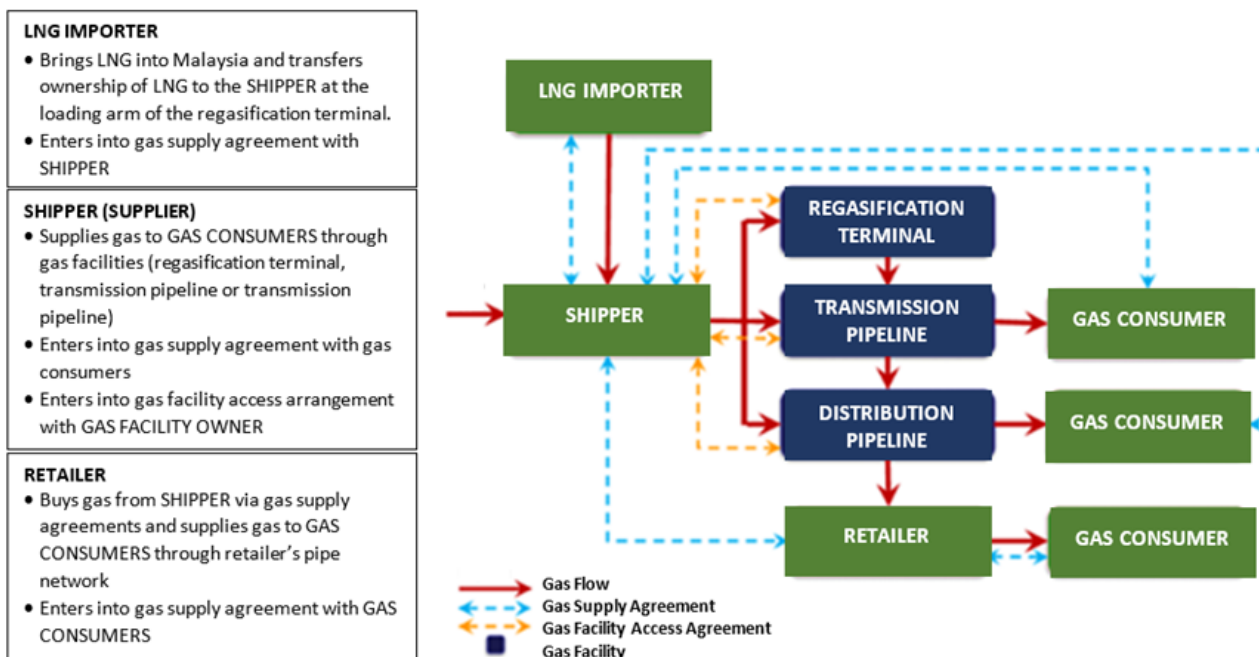 LNG IMPORTER
• Brings LNG into Malaysia and transfers
ownership of LNG to the SHIPPER at the
loading arm of the regasification terminal.
• Enters into gas supply agreement with
SHIPPER
SHIPPER (SUPPLIER)
• Supplies gas to GAS CONSUMERS through
gas facilities (regasification terminal,
transmission pipeline or transmission
pipeline)
• Enters into gas supply agreement with gas
consumers
• Enters into gas facility access arrangement
with GAS FACILITY OWNER
RETAILER
• Buys gas from SHIPPER via gas supply
agreements and supplies gas to GAS
CONSUMERS through retailer's pipe
network
• Enters into gas supply agreement with GAS
CONSUMERS
LNG IMPORTER
REGASIFICATION
TERMINAL
SHIPPER
TRANSMISSION
PIPELINE
GAS CONSUMER
DISTRIBUTION
PIPELINE
GAS CONSUMER
RETAILER
GAS CONSUMER
Gas Flow
Gas Supply Agreement
Gas Facility Access Agreement
Gas Facility